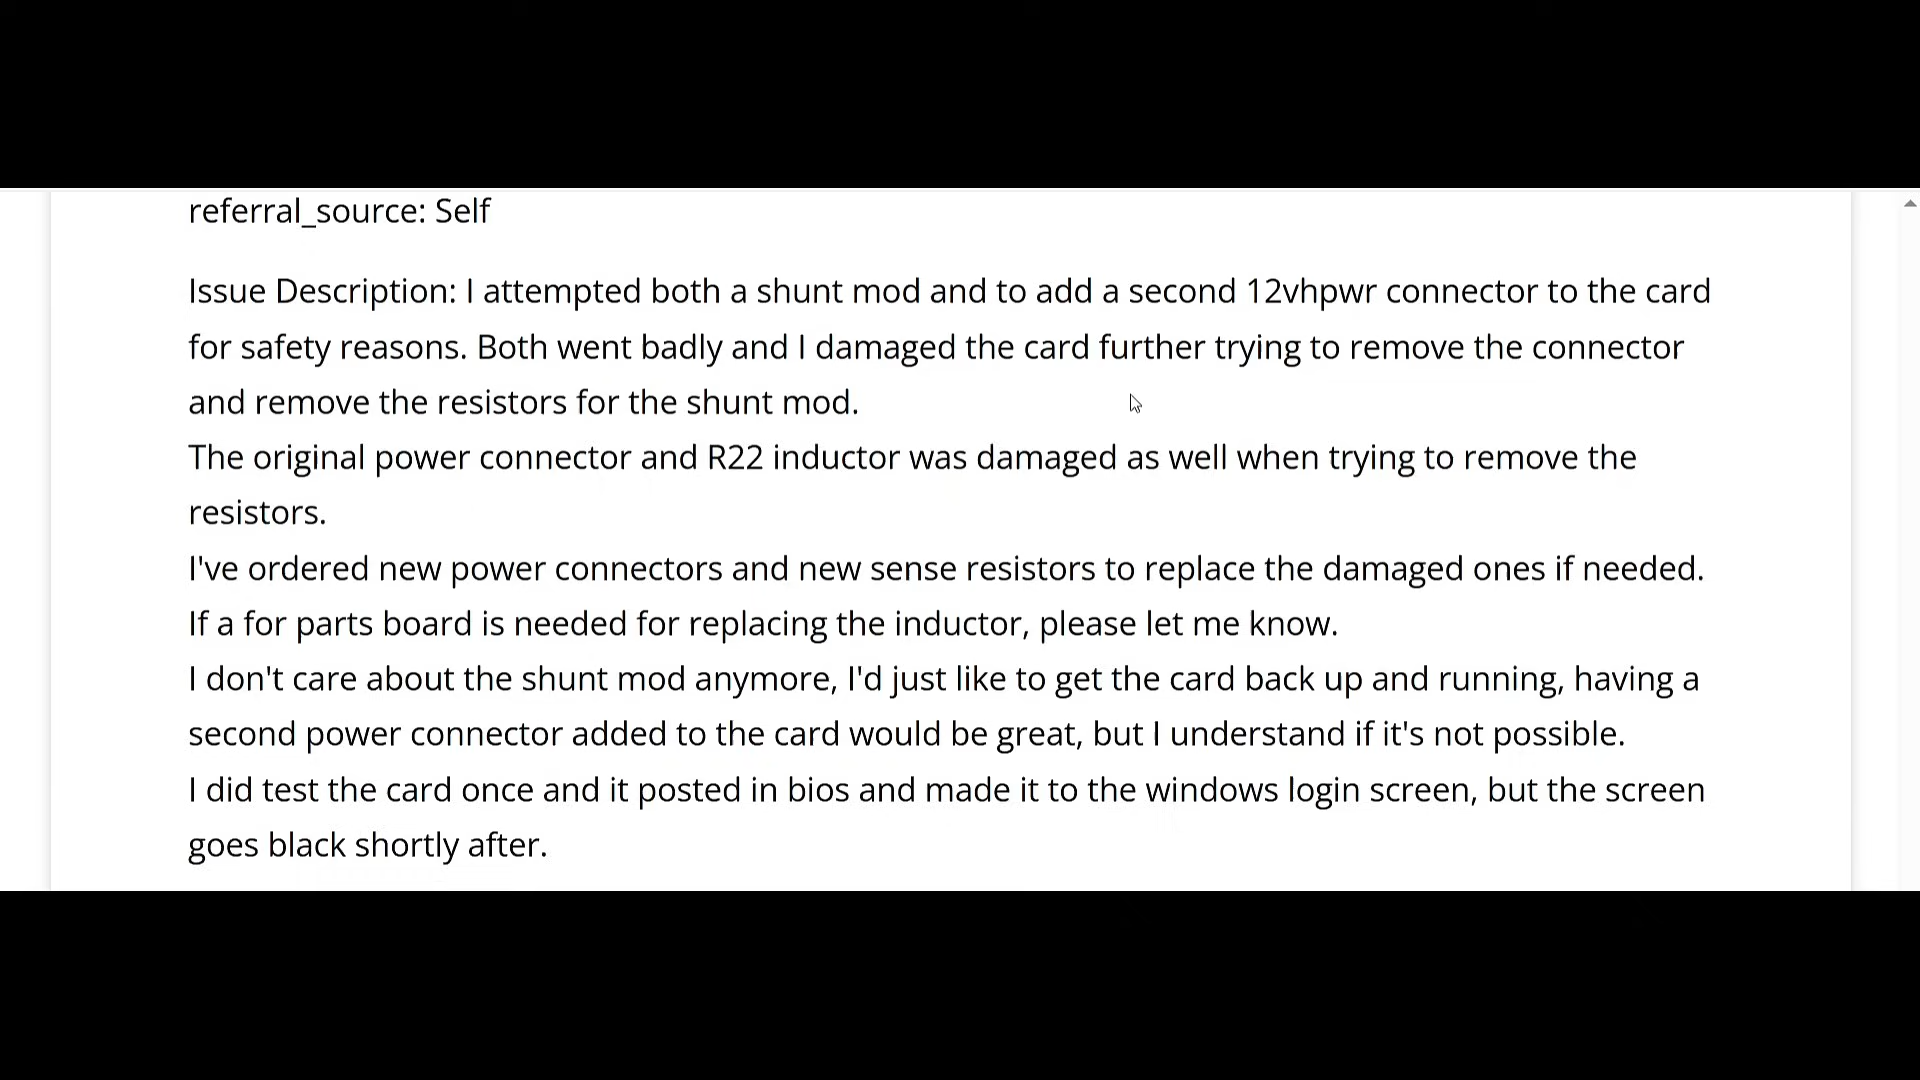 referral_source: Self
Issue Description: I attempted both a shunt mod and to add a second 12vhpwr connector to the card
for safety reasons. Both went badly and I damaged the card further trying to remove the connector
and remove the resistors for the shunt mod.
The original power connector and R22 inductor was damaged as well when trying to remove the
resistors.
I've ordered new power connectors and new sense resistors to replace the damaged ones if needed.
If a for parts board is needed for replacing the inductor, please let me know.
I don't care about the shunt mod anymore, I'd just like to get the card back up and running, having a
second power connector added to the card would be great, but I understand if it's not possible.
I did test the card once and it posted in bios and made it to the windows login screen, but the screen
goes black shortly after.